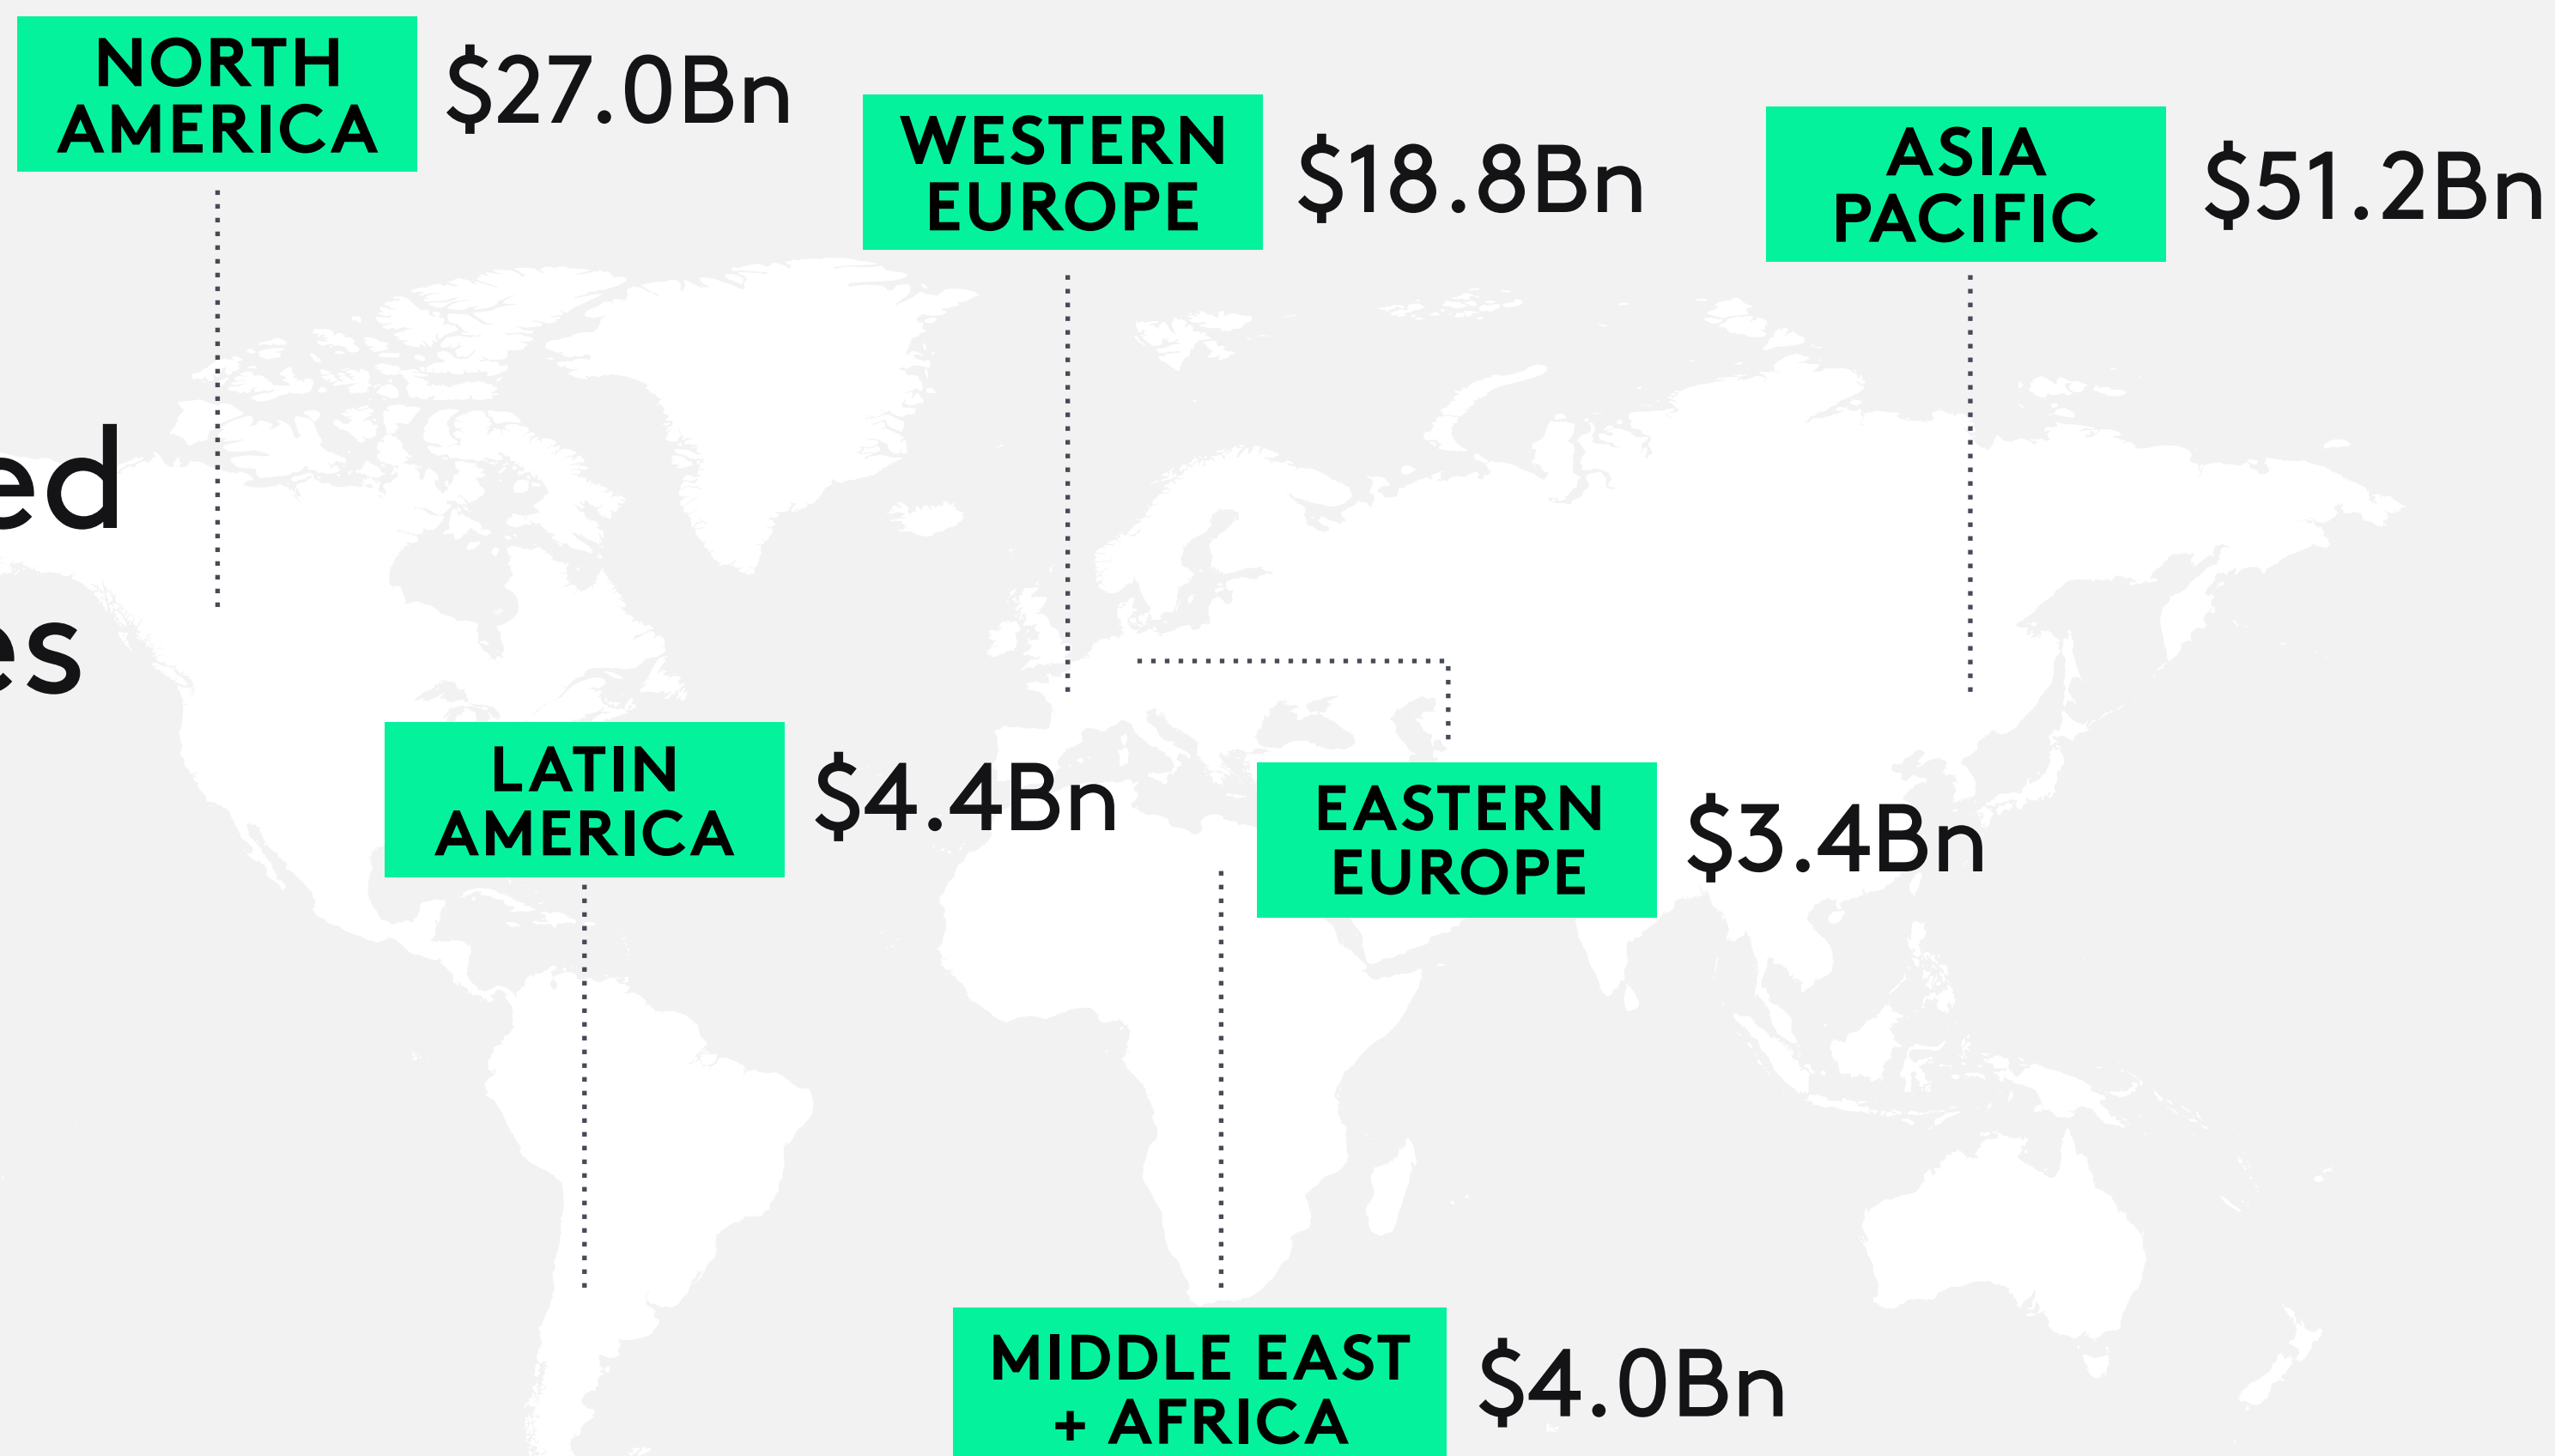 NORTH
AMERICA
$27.0Bn
WESTERN
EUROPE
$18.8Bn
ASIA
PACIFIC
$51.2Bn
ed
es
LATIN
AMERICA
$4.4Bn
EASTERN
EUROPE
$3.4Bn
MIDDLE EAST
+ AFRICA
$4.0Bn